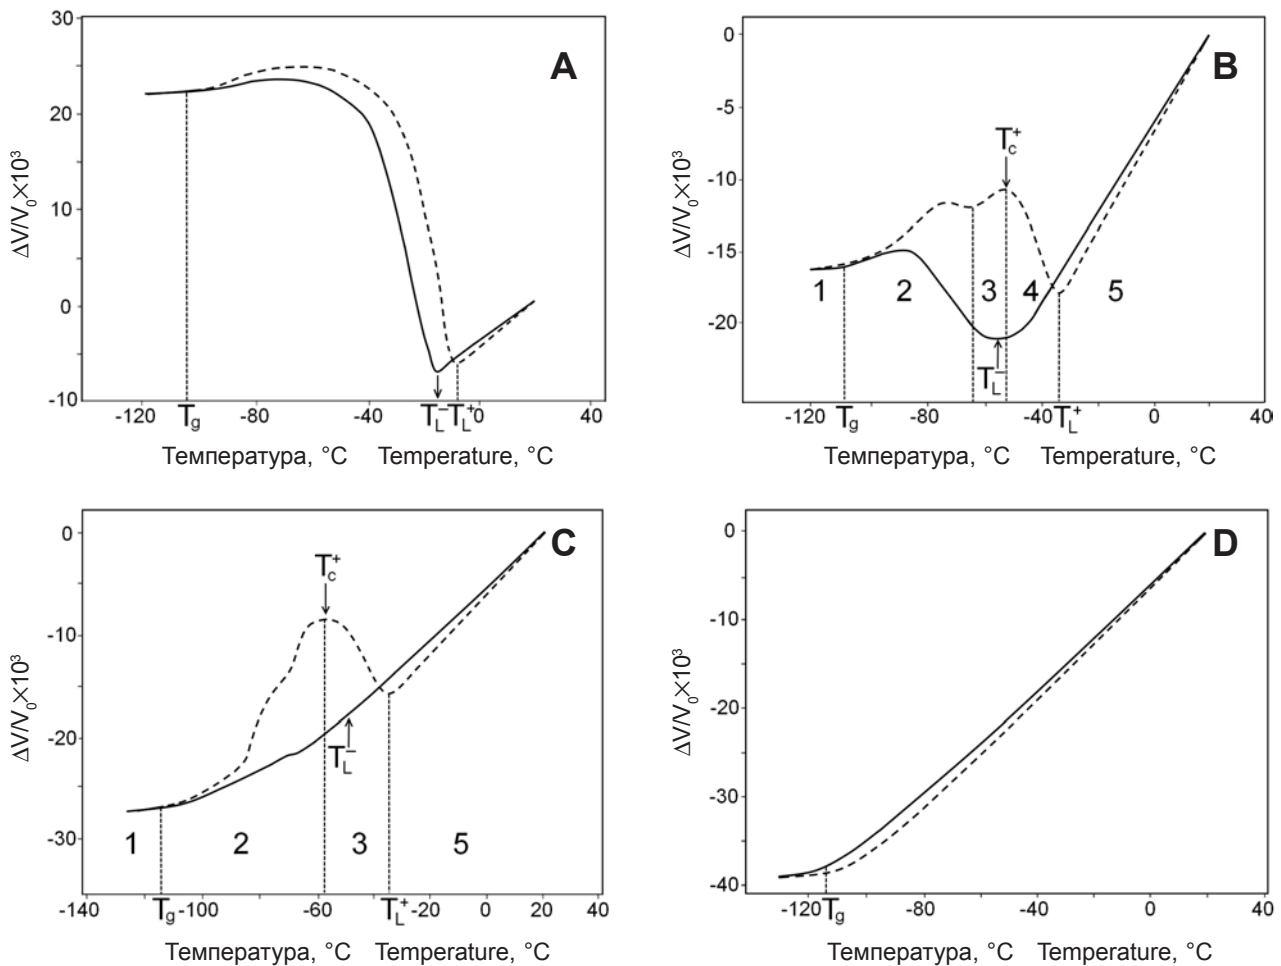 A
30
20
10
0
-10
ΔV/V₀×10³
-120
-80
-40
0
40
Tg
TL⁻
TL⁺
Температура, °C Temperature, °C
B
0
-5
-10
-15
-20
ΔV/V₀×10³
Tc⁺
1 2 3 4 5
TL⁻
-120
-80
-40
0
40
Tg
TL⁺
Температура, °C Temperature, °C
C
0
-10
-20
-30
ΔV/V₀×10³
Tc⁺
TL⁻
1 2 3 5
-140
Tg
-100
-60
TL⁺
-20
0
20
40
Температура, °C Temperature, °C
D
0
-10
-20
-30
-40
ΔV/V₀×10³
-120
Tg
-80
-40
0
40
Температура, °C Temperature, °C